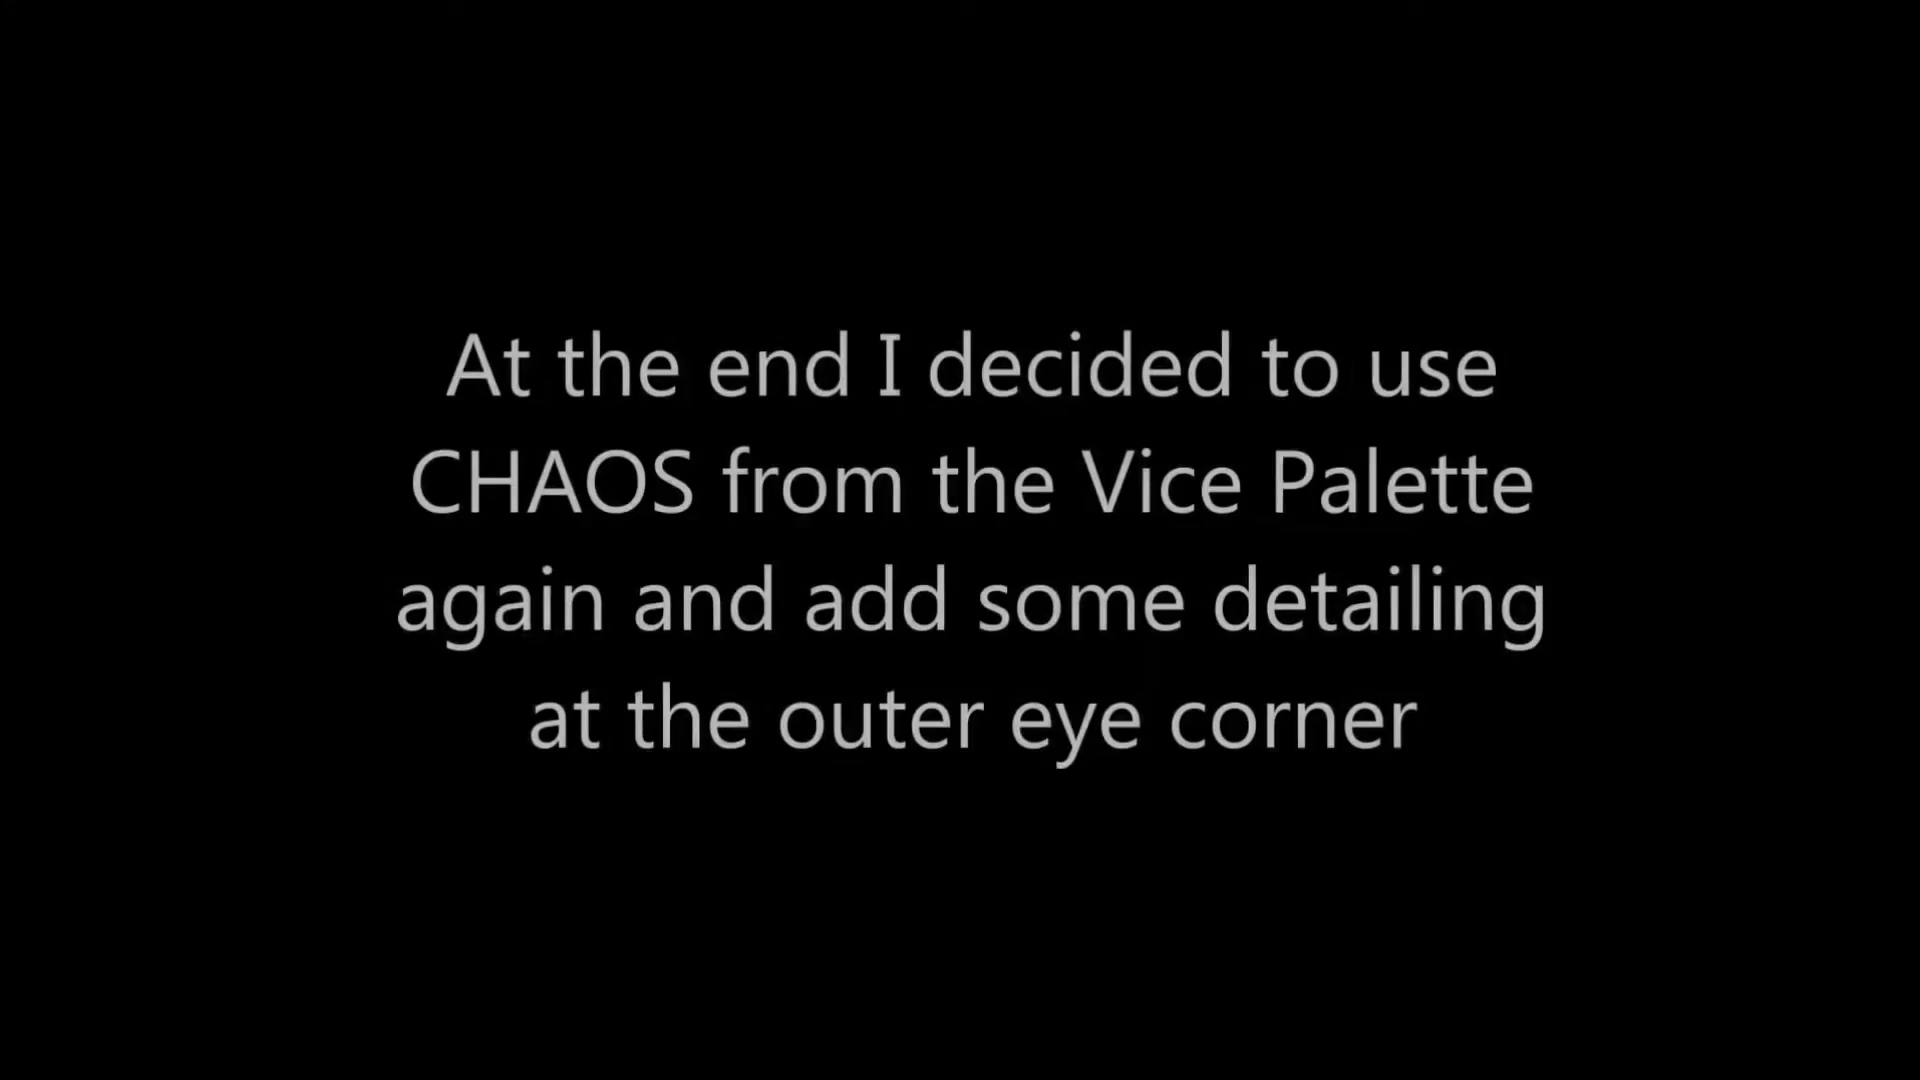 At the end I decided to use
CHAOS from the Vice Palette
again and add some detailing
at the outer eye corner